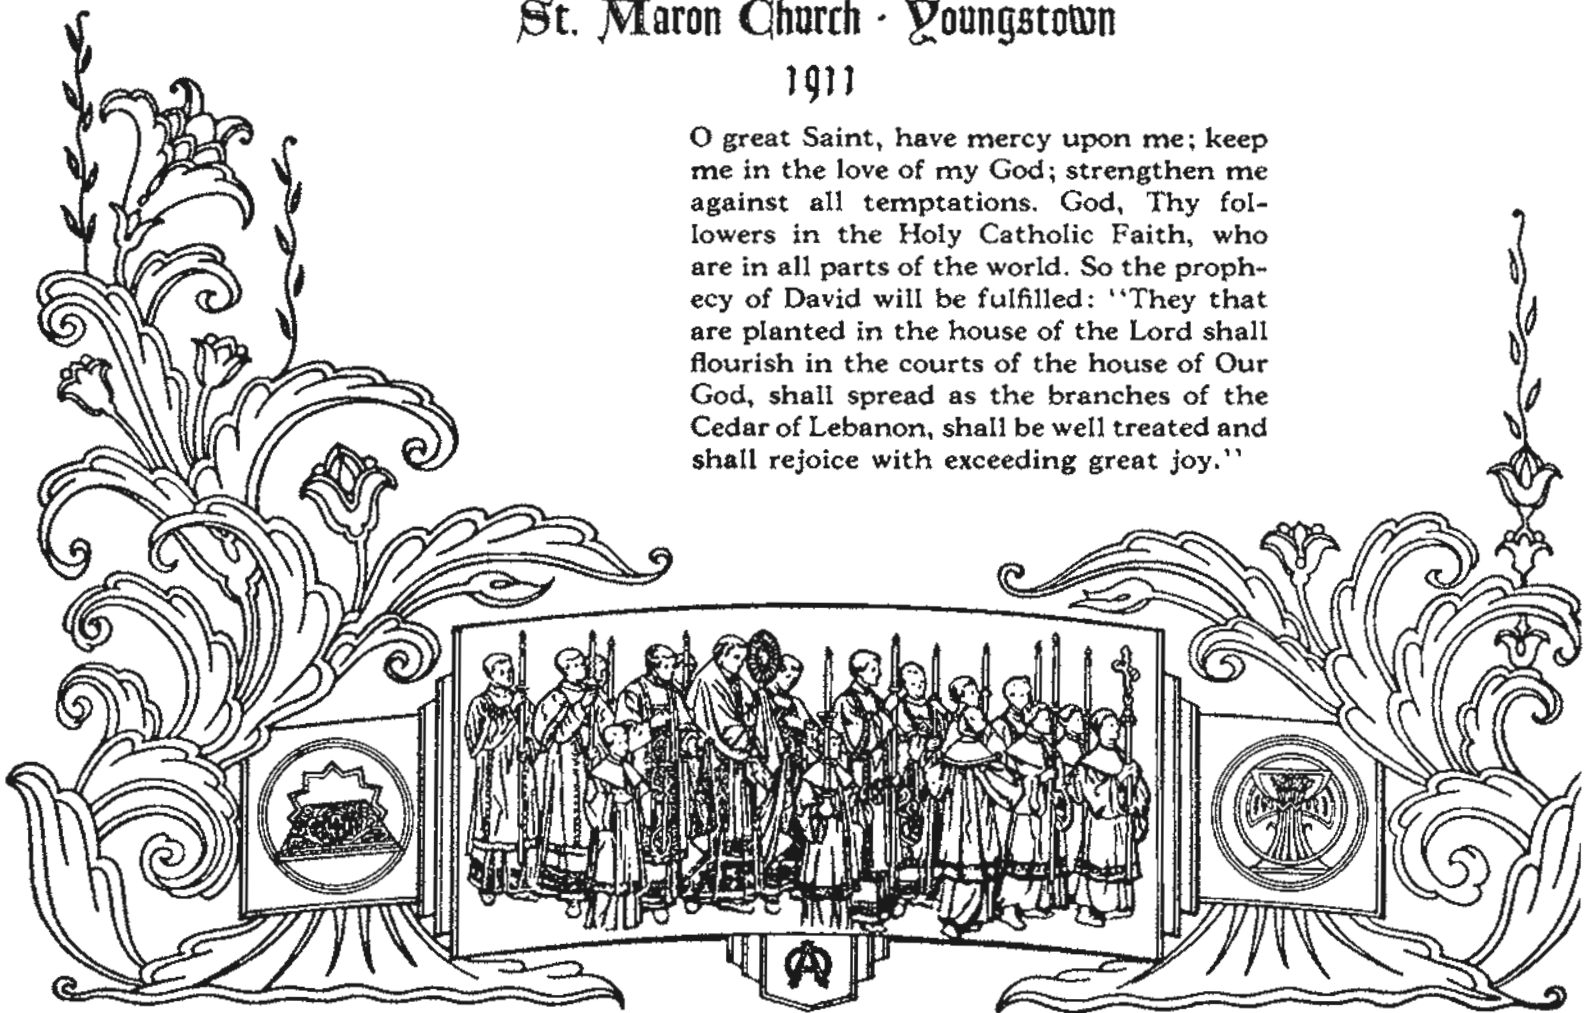 St. Maron Church · Youngstown
1911
O great Saint, have mercy upon me; keep
me in the love of my God; strengthen me
against all temptations. God, Thy fol-
lowers in the Holy Catholic Faith, who
are in all parts of the world. So the proph-
ecy of David will be fulfilled: "They that
are planted in the house of the Lord shall
flourish in the courts of the house of Our
God, shall spread as the branches of the
Cedar of Lebanon, shall be well treated and
shall rejoice with exceeding great joy."